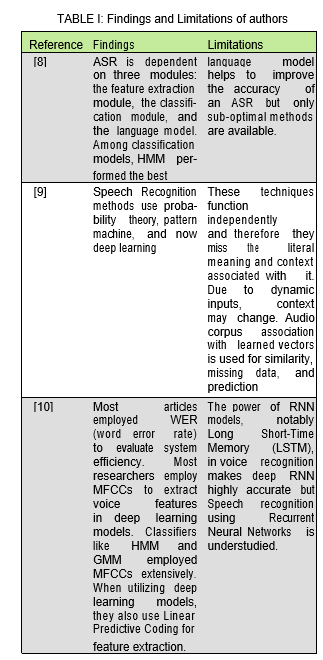 TABLE I: Findings and Limitations of authors
Reference Findings Limitations
[8] ASR is dependent
on three modules:
the feature extraction
module, the classifi-
cation module, and
the language model.
Among classification
models, HMM per-
formed the best
language model
helps to improve
the accuracy of
an ASR but only
sub-optimal methods
are available.
[9] Speech Recognition
methods use proba-
bility theory, pattern
machine, and now
deep learning
These techniques
function
independently
and therefore they
miss the literal
meaning and context
associated with it.
Due to dynamic
inputs, context
may change. Audio
corpus association
with learned vectors
is used for similarity,
missing data, and
prediction
[10] Most articles
employed WER
(word error rate)
to evaluate system
efficiency. Most
researchers employ
MFCCs to extract
voice features
in deep learning
models. Classifiers
like HMM and
GMM employed
MFCCs extensively.
When utilizing deep
learning models,
they also use Linear
Predictive Coding for
feature extraction.
The power of RNN
models, notably
Long Short-Time
Memory (LSTM),
in voice recognition
makes deep RNN
highly accurate but
Speech recognition
using Recurrent
Neural Networks is
understudied.